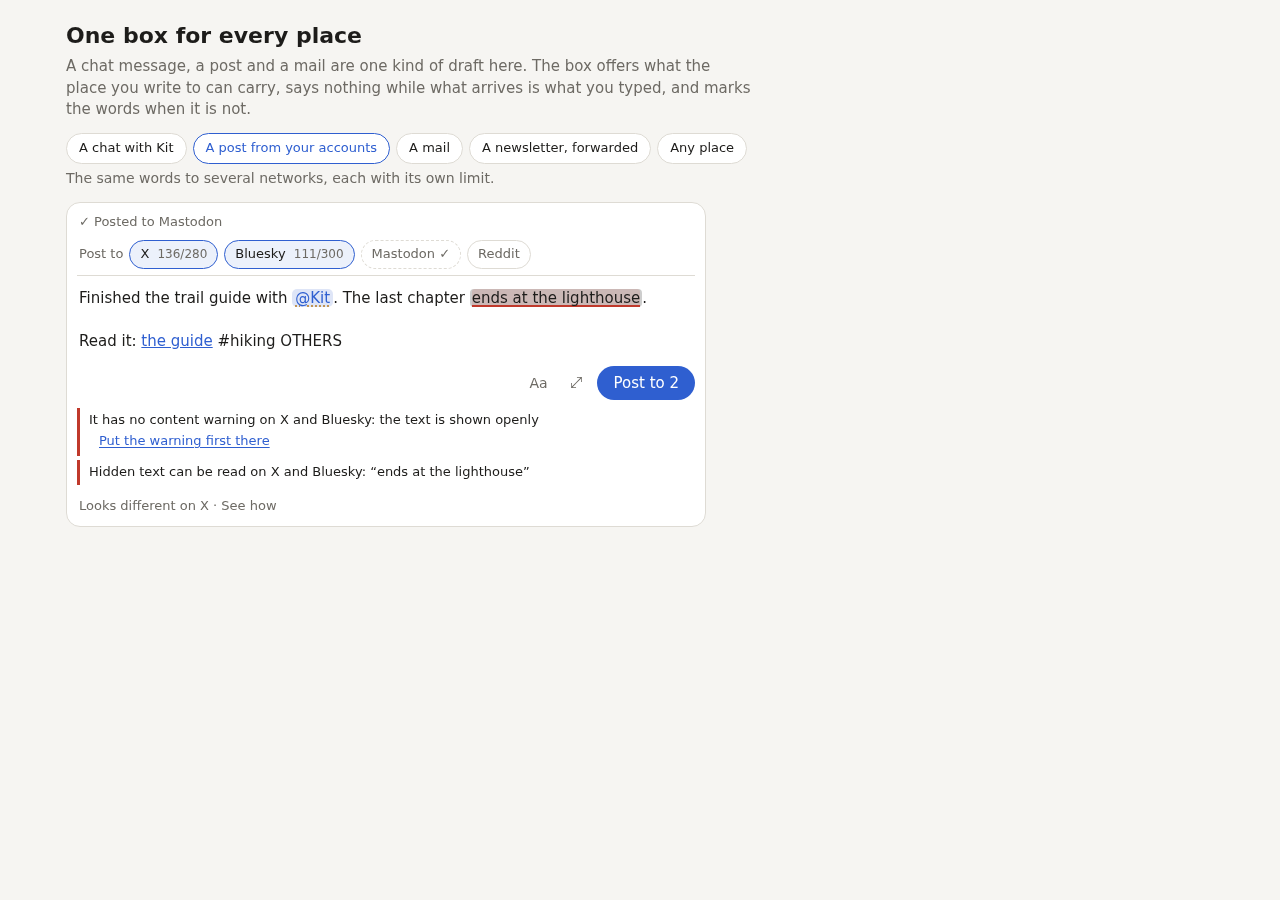 One box for every place
A chat message, a post and a mail are one kind of draft here. The box offers what the
place you write to can carry, says nothing while what arrives is what you typed, and marks
the words when it is not.
A chat with Kit A post from your accounts A mail A newsletter, forwarded Any place
The same words to several networks, each with its own limit.
✓ Posted to Mastodon
Post to X 136/280 Bluesky 111/300 Mastodon ✓ Reddit
Finished the trail guide with @Kit. The last chapter ends at the lighthouse.
Read it: the guide #hiking OTHERS
Aa ⤢ Post to 2
It has no content warning on X and Bluesky: the text is shown openly
Put the warning first there
Hidden text can be read on X and Bluesky: “ends at the lighthouse”
Looks different on X · See how